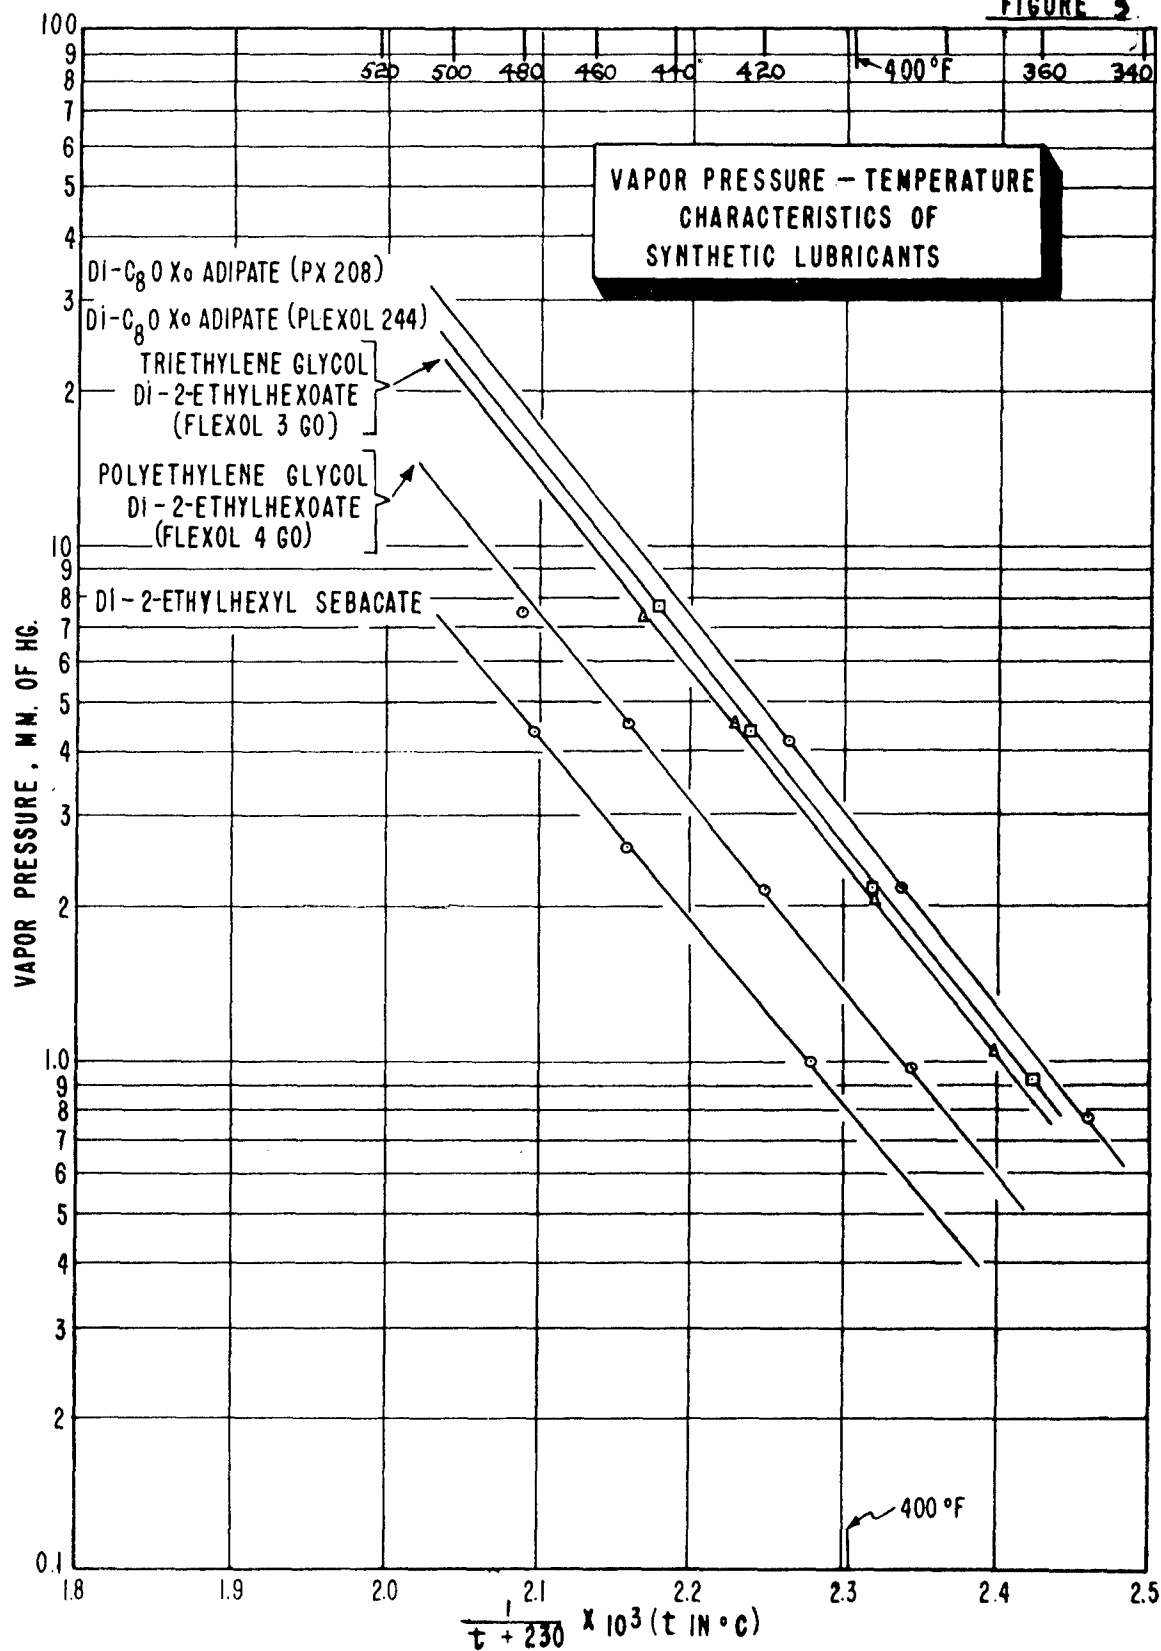 FIGURE 5
100
9
8
7
6
5
4
3
2
10
9
8
7
6
5
4
3
2
1.0
9
8
7
6
5
4
3
2
0.1
520 500 480 460 440 420 400°F 360 340
VAPOR PRESSURE – TEMPERATURE
CHARACTERISTICS OF
SYNTHETIC LUBRICANTS
Di-C8 O Xo ADIPATE (PX 208)
Di-C8 O Xo ADIPATE (PLEXOL 244)
TRIETHYLENE GLYCOL
Di-2-ETHYLHEXOATE
(FLEXOL 3 GO)
POLYETHYLENE GLYCOL
Di-2-ETHYLHEXOATE
(FLEXOL 4 GO)
Di-2-ETHYLHEXYL SEBACATE
VAPOR PRESSURE, MM. OF HG.
400 °F
1.8 1.9 2.0 2.1 2.2 2.3 2.4 2.5
1/(t + 230) X 10³ (t IN °C)